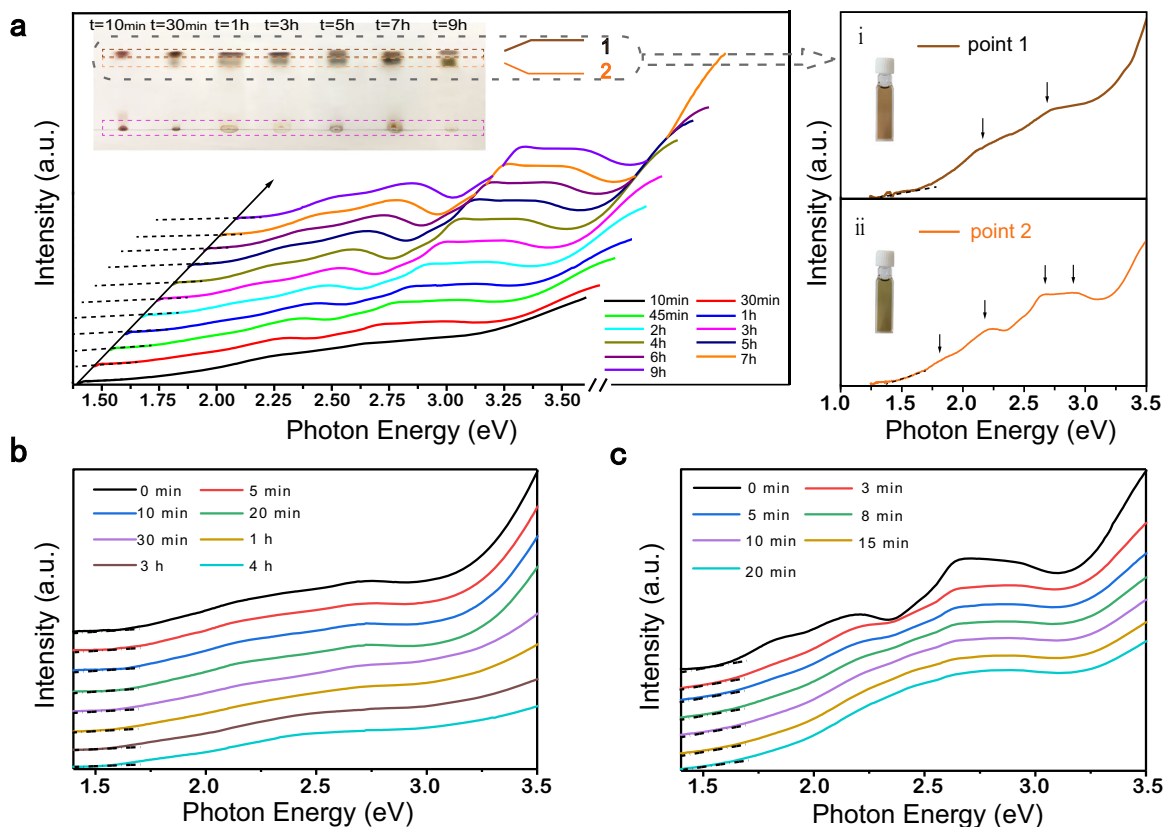 a
t=10min t=30min t=1h t=3h t=5h t=7h t=9h
1
2
Intensity (a.u.)
10min 30min
45min 1h
2h 3h
4h 5h
6h 7h
9h
1.50 1.75 2.00 2.25 2.50 2.75 3.00 3.25 3.50
Photon Energy (eV)
i
point 1
ii
point 2
Intensity (a.u.)
1.0 1.5 2.0 2.5 3.0 3.5
Photon Energy (eV)
b
0 min 5 min
10 min 20 min
30 min 1 h
3 h 4 h
Intensity (a.u.)
1.5 2.0 2.5 3.0 3.5
Photon Energy (eV)
c
0 min 3 min
5 min 8 min
10 min 15 min
20 min
Intensity (a.u.)
1.5 2.0 2.5 3.0 3.5
Photon Energy (eV)